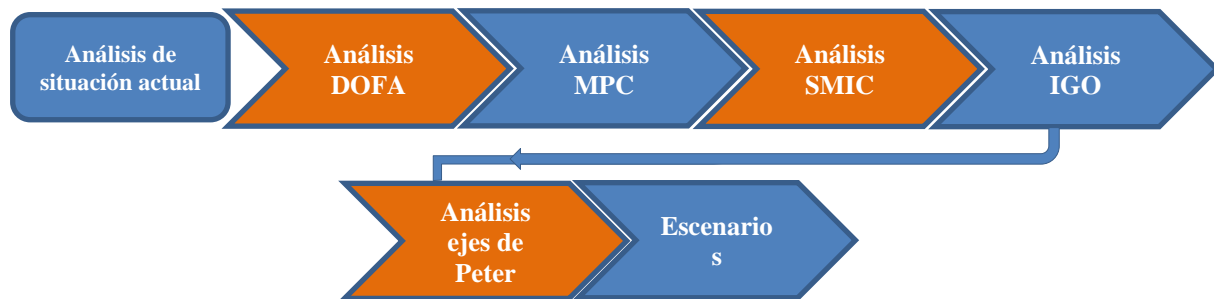 Análisis de
situación actual
Análisis
DOFA
Análisis
MPC
Análisis
SMIC
Análisis
IGO
Análisis
ejes de
Peter
Escenario
s